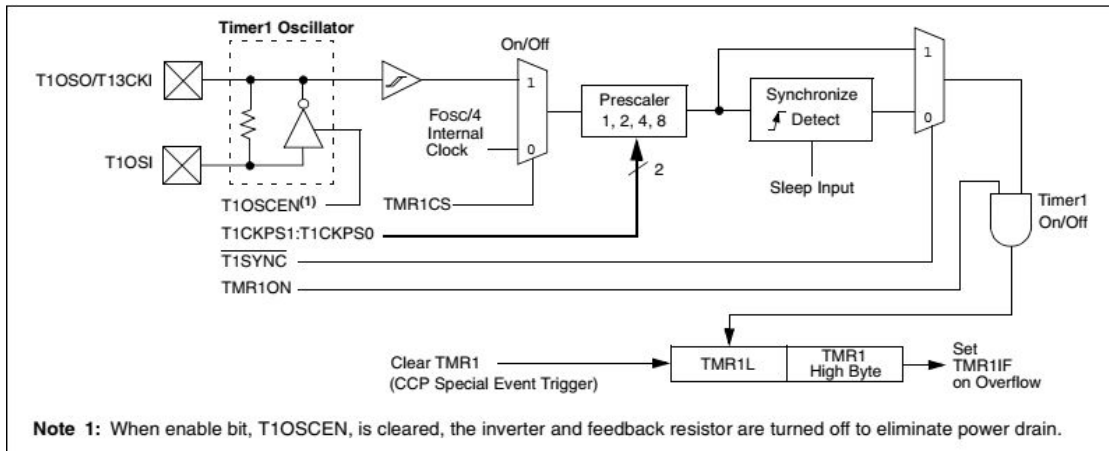 Timer1 Oscillator
On/Off
T1OSO/T13CKI
1
1
FOSC/4
Internal
Clock
Prescaler
1, 2, 4, 8
Synchronize
Detect
0
0
T1OSI
2
Sleep Input
T1OSCEN(1)
TMR1CS
Timer1
On/Off
T1CKPS1:T1CKPS0
T1SYNC
TMR1ON
Clear TMR1
(CCP Special Event Trigger)
TMR1L
TMR1
High Byte
Set
TMR1IF
on Overflow
Note 1: When enable bit, T1OSCEN, is cleared, the inverter and feedback resistor are turned off to eliminate power drain.